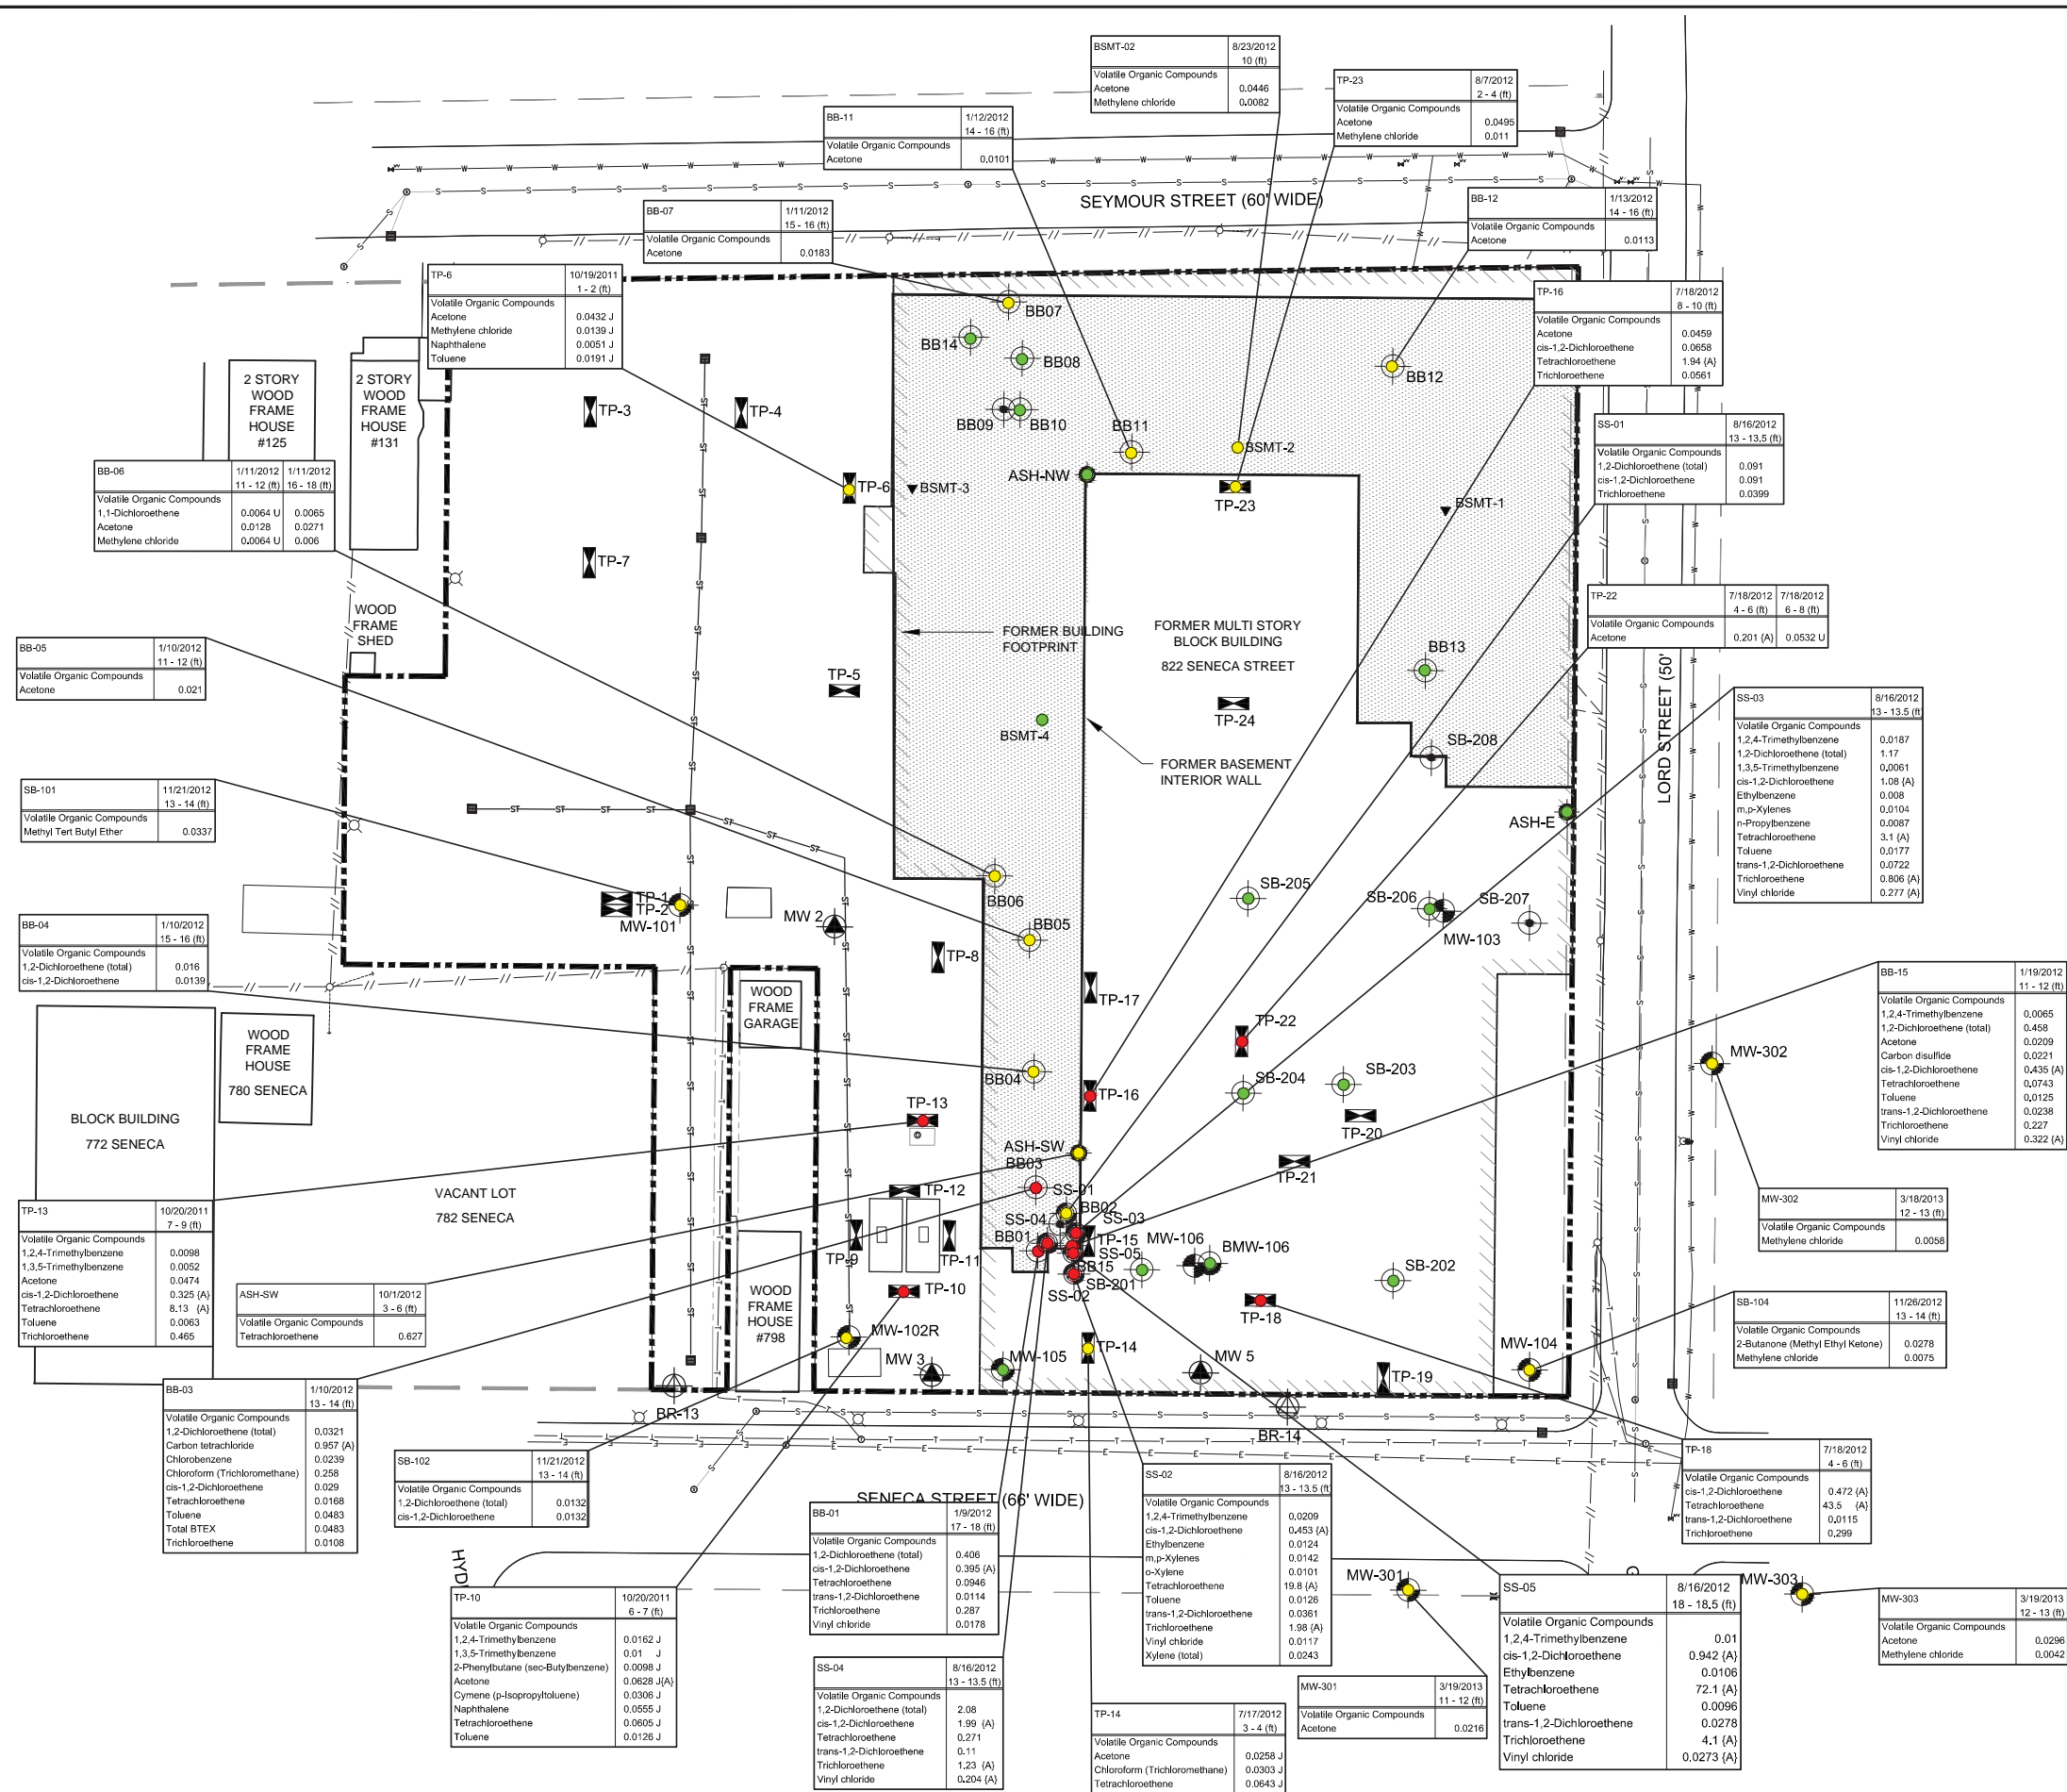 BSMT-02 8/23/2012
10 (ft)
Volatile Organic Compounds
Acetone 0.0446
Methylene chloride 0.0082
TP-23 8/7/2012
2 - 4 (ft)
Volatile Organic Compounds
Acetone 0.0495
Methylene chloride 0.011
BB-11 1/12/2012
14 - 16 (ft)
Volatile Organic Compounds
Acetone 0.0101
SEYMOUR STREET (60' WIDE)
BB-07 1/11/2012
15 - 16 (ft)
Volatile Organic Compounds
Acetone 0.0183
BB-12 1/13/2012
14 - 16 (ft)
Volatile Organic Compounds
Acetone 0.0113
TP-6 10/19/2011
1 - 2 (ft)
Volatile Organic Compounds
Acetone 0.0432 J
Methylene chloride 0.0139 J
Naphthalene 0.0051 J
Toluene 0.0191 J
TP-16 7/18/2012
8 - 10 (ft)
Volatile Organic Compounds
Acetone 0.0459
cis-1,2-Dichloroethene 0.0658
Tetrachloroethene 1.94 {A}
Trichloroethene 0.0561
BB07
BB14
BB08
BB12
2 STORY
WOOD
FRAME
HOUSE
#125
2 STORY
WOOD
FRAME
HOUSE
#131
TP-3
TP-4
BB09
BB10
BB11
BSMT-2
SS-01 8/16/2012
13 - 13.5 (ft)
Volatile Organic Compounds
1,2-Dichloroethene (total) 0.091
cis-1,2-Dichloroethene 0.091
Trichloroethene 0.0399
BB-06 1/11/2012 1/11/2012
11 - 12 (ft) 16 - 18 (ft)
Volatile Organic Compounds
1,1-Dichloroethene 0.0064 U 0.0065
Acetone 0.0128 0.0271
Methylene chloride 0.0064 U 0.006
ASH-NW
TP-6
BSMT-3
TP-23
BSMT-1
TP-7
WOOD
FRAME
SHED
FORMER BUILDING
FOOTPRINT
FORMER MULTI STORY
BLOCK BUILDING
822 SENECA STREET
TP-22 7/18/2012 7/18/2012
4 - 6 (ft) 6 - 8 (ft)
Volatile Organic Compounds
Acetone 0.201 {A} 0.0532 U
BB-05 1/10/2012
11 - 12 (ft)
Volatile Organic Compounds
Acetone 0.021
BB13
TP-5
TP-24
BSMT-4
SB-208
FORMER BASEMENT
INTERIOR WALL
LORD STREET (50'
SS-03 8/16/2012
13 - 13.5 (ft
Volatile Organic Compounds
1,2,4-Trimethylbenzene 0.0187
1,2-Dichloroethene (total) 1.17
1,3,5-Trimethylbenzene 0.0061
cis-1,2-Dichloroethene 1.08 {A}
Ethylbenzene 0.008
m,p-Xylenes 0.0104
n-Propylbenzene 0.0087
Tetrachloroethene 3.1 {A}
Toluene 0.0177
trans-1,2-Dichloroethene 0.0722
Trichloroethene 0.806 {A}
Vinyl chloride 0.277 {A}
SB-101 11/21/2012
13 - 14 (ft)
Volatile Organic Compounds
Methyl Tert Butyl Ether 0.0337
ASH-E
TP-1
TP-2
MW-101
MW 2
BB06
SB-205
SB-206
SB-207
MW-103
BB-04 1/10/2012
15 - 16 (ft)
Volatile Organic Compounds
1,2-Dichloroethene (total) 0.016
cis-1,2-Dichloroethene 0.0139
BB05
TP-8
TP-17
WOOD
FRAME
GARAGE
TP-22
BB-15 1/19/2012
11 - 12 (ft)
Volatile Organic Compounds
1,2,4-Trimethylbenzene 0.0065
1,2-Dichloroethene (total) 0.458
Acetone 0.0209
Carbon disulfide 0.0221
cis-1,2-Dichloroethene 0.435 {A}
Tetrachloroethene 0.0743
Toluene 0.0125
trans-1,2-Dichloroethene 0.0238
Trichloroethene 0.227
Vinyl chloride 0.322 {A}
WOOD
FRAME
HOUSE
780 SENECA
BLOCK BUILDING
772 SENECA
BB04
TP-16
SB-204
SB-203
MW-302
TP-13
TP-20
ASH-SW
BB03
TP-21
VACANT LOT
782 SENECA
TP-12
SS-01
BB02
SS-04
SS-03
TP-13 10/20/2011
7 - 9 (ft)
Volatile Organic Compounds
1,2,4-Trimethylbenzene 0.0098
1,3,5-Trimethylbenzene 0.0052
Acetone 0.0474
cis-1,2-Dichloroethene 0.325 {A}
Tetrachloroethene 8.13 {A}
Toluene 0.0063
Trichloroethene 0.465
MW-302 3/18/2013
12 - 13 (ft)
Volatile Organic Compounds
Methylene chloride 0.0058
TP-9
TP-11
BB01
TP-15
SS-05
BB15
SB-201
SS-02
MW-106
BMW-106
SB-202
ASH-SW 10/1/2012
3 - 6 (ft)
Volatile Organic Compounds
Tetrachloroethene 0.627
WOOD
FRAME
HOUSE
#798
TP-10
TP-18
SB-104 11/26/2012
13 - 14 (ft)
Volatile Organic Compounds
2-Butanone (Methyl Ethyl Ketone) 0.0278
Methylene chloride 0.0075
MW-102R
MW 3
MW-105
TP-14
MW 5
TP-19
MW-104
BR-13
BR-14
BB-03 1/10/2012
13 - 14 (ft)
Volatile Organic Compounds
1,2-Dichloroethene (total) 0.0321
Carbon tetrachloride 0.957 {A}
Chlorobenzene 0.0239
Chloroform (Trichloromethane) 0.258
cis-1,2-Dichloroethene 0.029
Tetrachloroethene 0.0168
Toluene 0.0483
Total BTEX 0.0483
Trichloroethene 0.0108
SB-102 11/21/2012
13 - 14 (ft)
Volatile Organic Compounds
1,2-Dichloroethene (total) 0.0132
cis-1,2-Dichloroethene 0.0132
SENECA STREET (66' WIDE)
TP-18 7/18/2012
4 - 6 (ft)
Volatile Organic Compounds
cis-1,2-Dichloroethene 0.472 {A}
Tetrachloroethene 43.5 {A}
trans-1,2-Dichloroethene 0.0115
Trichloroethene 0.299
BB-01 1/9/2012
17 - 18 (ft)
Volatile Organic Compounds
1,2-Dichloroethene (total) 0.406
cis-1,2-Dichloroethene 0.395 {A}
Tetrachloroethene 0.0946
trans-1,2-Dichloroethene 0.0114
Trichloroethene 0.287
Vinyl chloride 0.0178
SS-02 8/16/2012
13 - 13.5 (ft
Volatile Organic Compounds
1,2,4-Trimethylbenzene 0.0209
cis-1,2-Dichloroethene 0.453 {A}
Ethylbenzene 0.0124
m,p-Xylenes 0.0142
o-Xylene 0.0101
Tetrachloroethene 19.8 {A}
Toluene 0.0126
trans-1,2-Dichloroethene 0.0361
Trichloroethene 1.98 {A}
Vinyl chloride 0.0117
Xylene (total) 0.0243
HYD
TP-10 10/20/2011
6 - 7 (ft)
Volatile Organic Compounds
1,2,4-Trimethylbenzene 0.0162 J
1,3,5-Trimethylbenzene 0.01 J
2-Phenylbutane (sec-Butylbenzene) 0.0098 J
Acetone 0.0628 J{A}
Cymene (p-Isopropyltoluene) 0.0306 J
Naphthalene 0.0555 J
Tetrachloroethene 0.0605 J
Toluene 0.0126 J
MW-301
MW-303
SS-05 8/16/2012
18 - 18.5 (ft)
Volatile Organic Compounds
1,2,4-Trimethylbenzene 0.01
cis-1,2-Dichloroethene 0.942 {A}
Ethylbenzene 0.0106
Tetrachloroethene 72.1 {A}
Toluene 0.0096
trans-1,2-Dichloroethene 0.0278
Trichloroethene 4.1 {A}
Vinyl chloride 0.0273 {A}
MW-303 3/19/2013
12 - 13 (ft)
Volatile Organic Compounds
Acetone 0.0296
Methylene chloride 0.0042
SS-04 8/16/2012
13 - 13.5 (ft)
Volatile Organic Compounds
1,2-Dichloroethene (total) 2.08
cis-1,2-Dichloroethene 1.99 {A}
Tetrachloroethene 0.271
trans-1,2-Dichloroethene 0.11
Trichloroethene 1.23 {A}
Vinyl chloride 0.204 {A}
MW-301 3/19/2013
11 - 12 (ft)
Volatile Organic Compounds
Acetone 0.0216
TP-14 7/17/2012
3 - 4 (ft)
Volatile Organic Compounds
Acetone 0.0258 J
Chloroform (Trichloromethane) 0.0303 J
Tetrachloroethene 0.0643 J